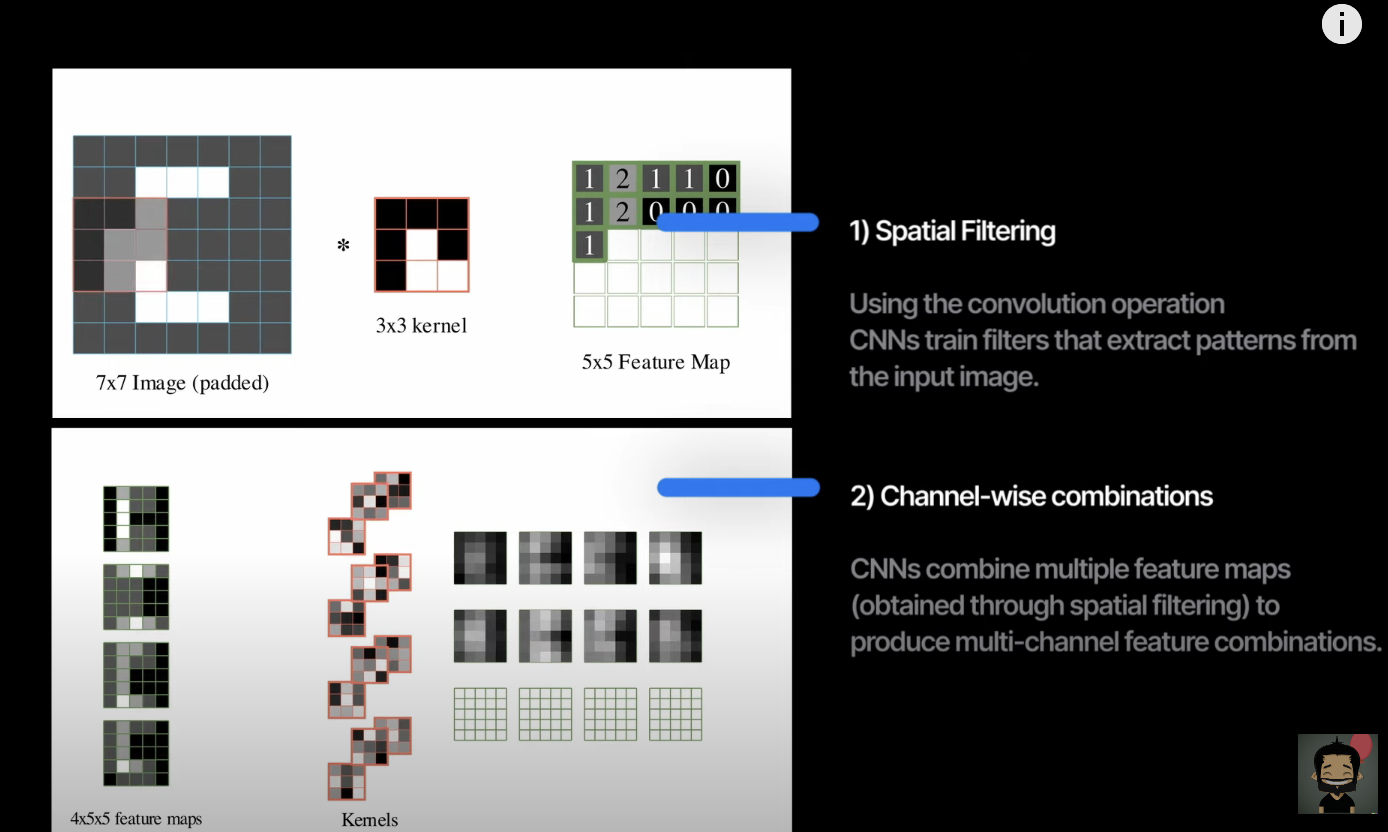 i
1 2 1 1 0
1 2 0 0 0
1
*
3x3 kernel
5x5 Feature Map
7x7 Image (padded)
1) Spatial Filtering
Using the convolution operation
CNNs train filters that extract patterns from
the input image.
2) Channel-wise combinations
CNNs combine multiple feature maps
(obtained through spatial filtering) to
produce multi-channel feature combinations.
4x5x5 feature maps
Kernels